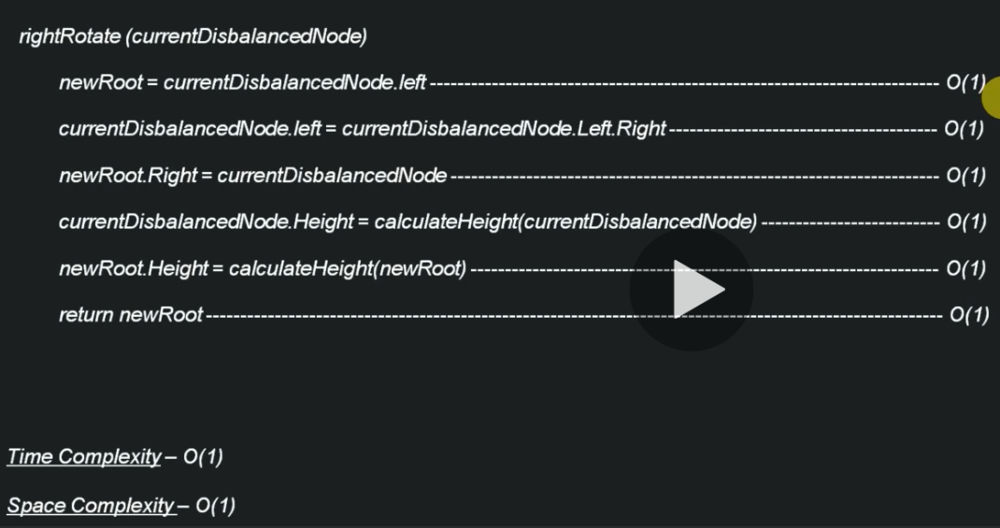 rightRotate (currentDisbalancedNode)
newRoot = currentDisbalancedNode.left ---------------------------------------------------------------------------- O(1)
currentDisbalancedNode.left = currentDisbalancedNode.Left.Right --------------------------------------- O(1)
newRoot.Right = currentDisbalancedNode ------------------------------------------------------------------------ O(1)
currentDisbalancedNode.Height = calculateHeight(currentDisbalancedNode) -------------------------- O(1)
newRoot.Height = calculateHeight(newRoot) --------------------------------------------------------------------- O(1)
return newRoot ------------------------------------------------------------------------------------------------------------ O(1)
Time Complexity – O(1)
Space Complexity – O(1)